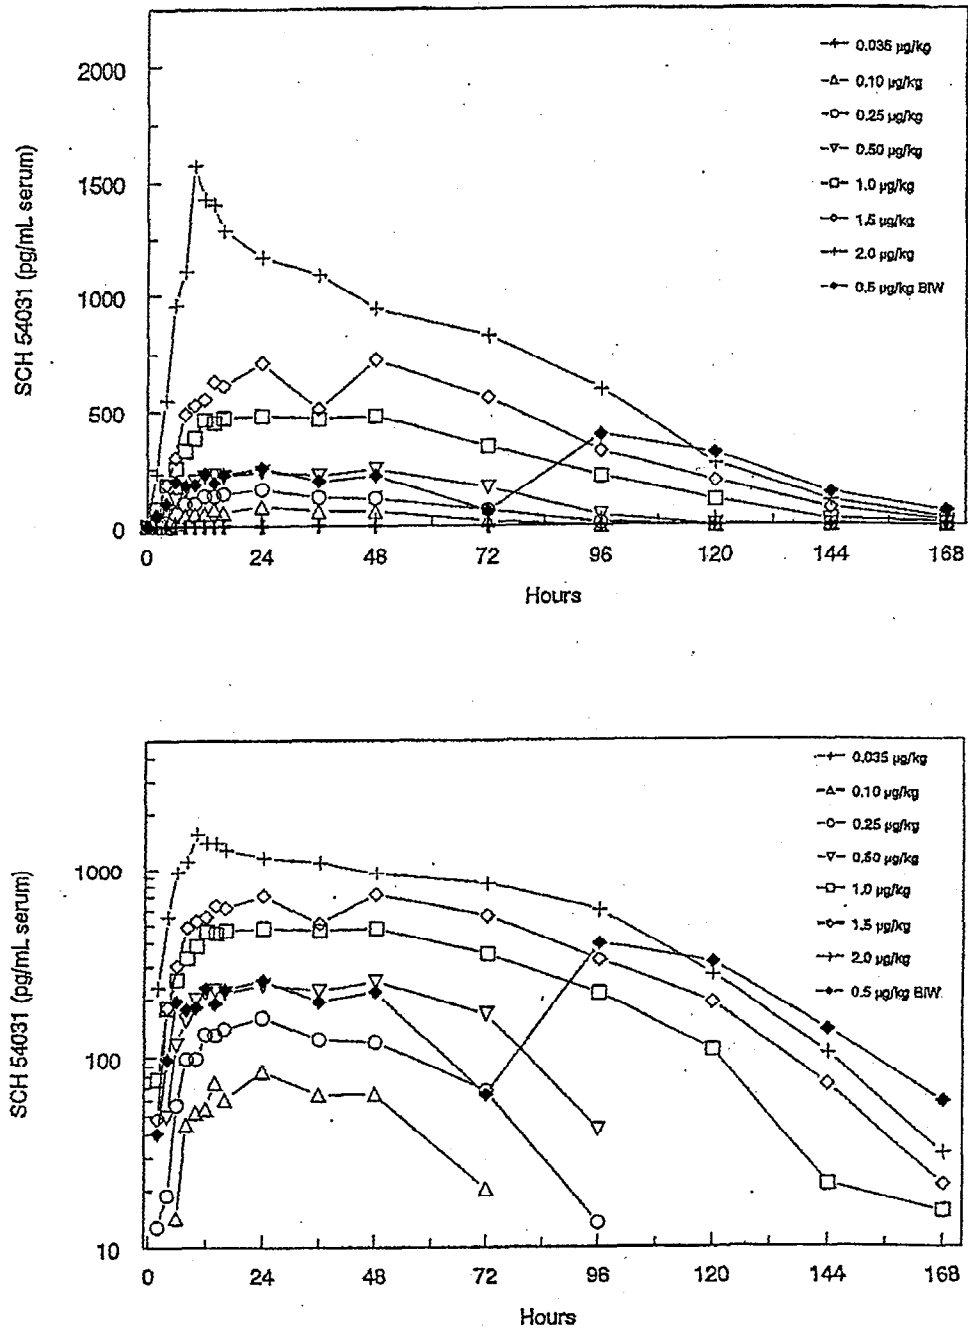 2000
1500
1000
500
0
SCH 54031 (pg/mL serum)
0.035 µg/kg
0.10 µg/kg
0.25 µg/kg
0.50 µg/kg
1.0 µg/kg
1.5 µg/kg
2.0 µg/kg
0.5 µg/kg BIW
0 24 48 72 96 120 144 168
Hours
1000
100
10
SCH 54031 (pg/mL serum)
0.035 µg/kg
0.10 µg/kg
0.25 µg/kg
0.50 µg/kg
1.0 µg/kg
1.5 µg/kg
2.0 µg/kg
0.5 µg/kg BIW
0 24 48 72 96 120 144 168
Hours